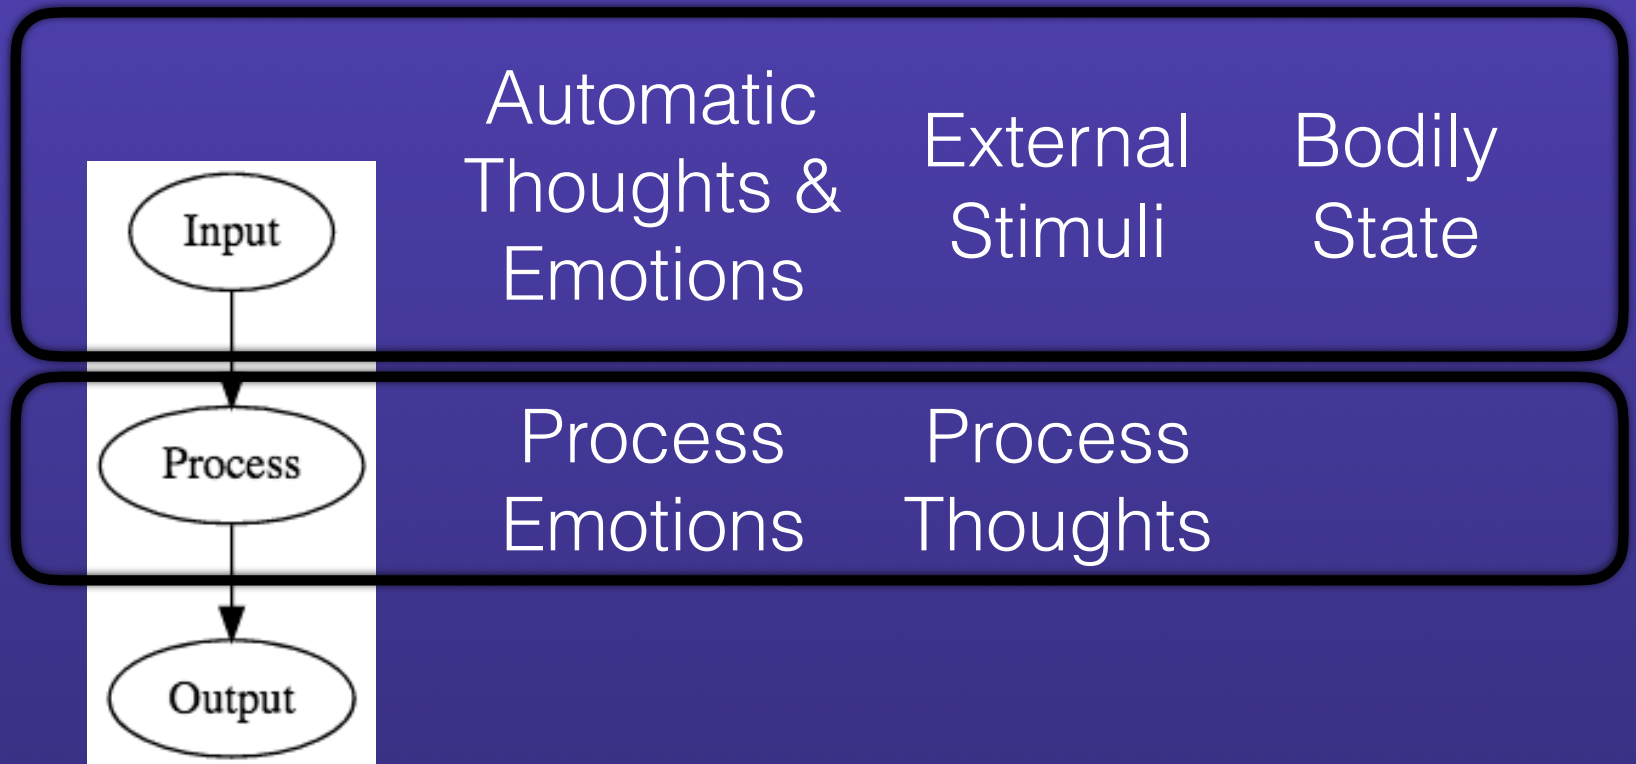 Input
Automatic
Thoughts &
Emotions
External
Stimuli
Bodily
State
Process
Process
Emotions
Process
Thoughts
Output